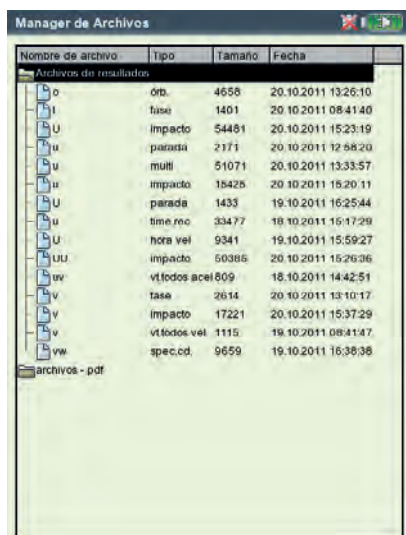 Manager de Archivos
Nombre de archivo Tipo Tamaño Fecha
Archivos de resultados
o órb. 4658 20.10.2011 13:26:10
l fase 1401 20.10.2011 08:41:40
U impacto 54481 20.10.2011 15:23:19
u parada 2171 20.10.2011 12:58:20
u multi 51071 20.10.2011 13:33:57
u impacto 18428 20.10.2011 15:20:11
U parada 1433 19.10.2011 16:25:44
u time rec 33477 18.10.2011 15:17:29
U hora vel 9341 19.10.2011 15:59:27
UU impacto 50385 20.10.2011 15:26:36
uv vt.todos acel 809 18.10.2011 14:42:51
v fase 2614 20.10.2011 13:10:17
v impacto 17221 20.10.2011 15:37:29
v vt.todos vel 1115 19.10.2011 08:41:47
vw spec,cd, 9659 19.10.2011 16:38:38
archivos - pdf